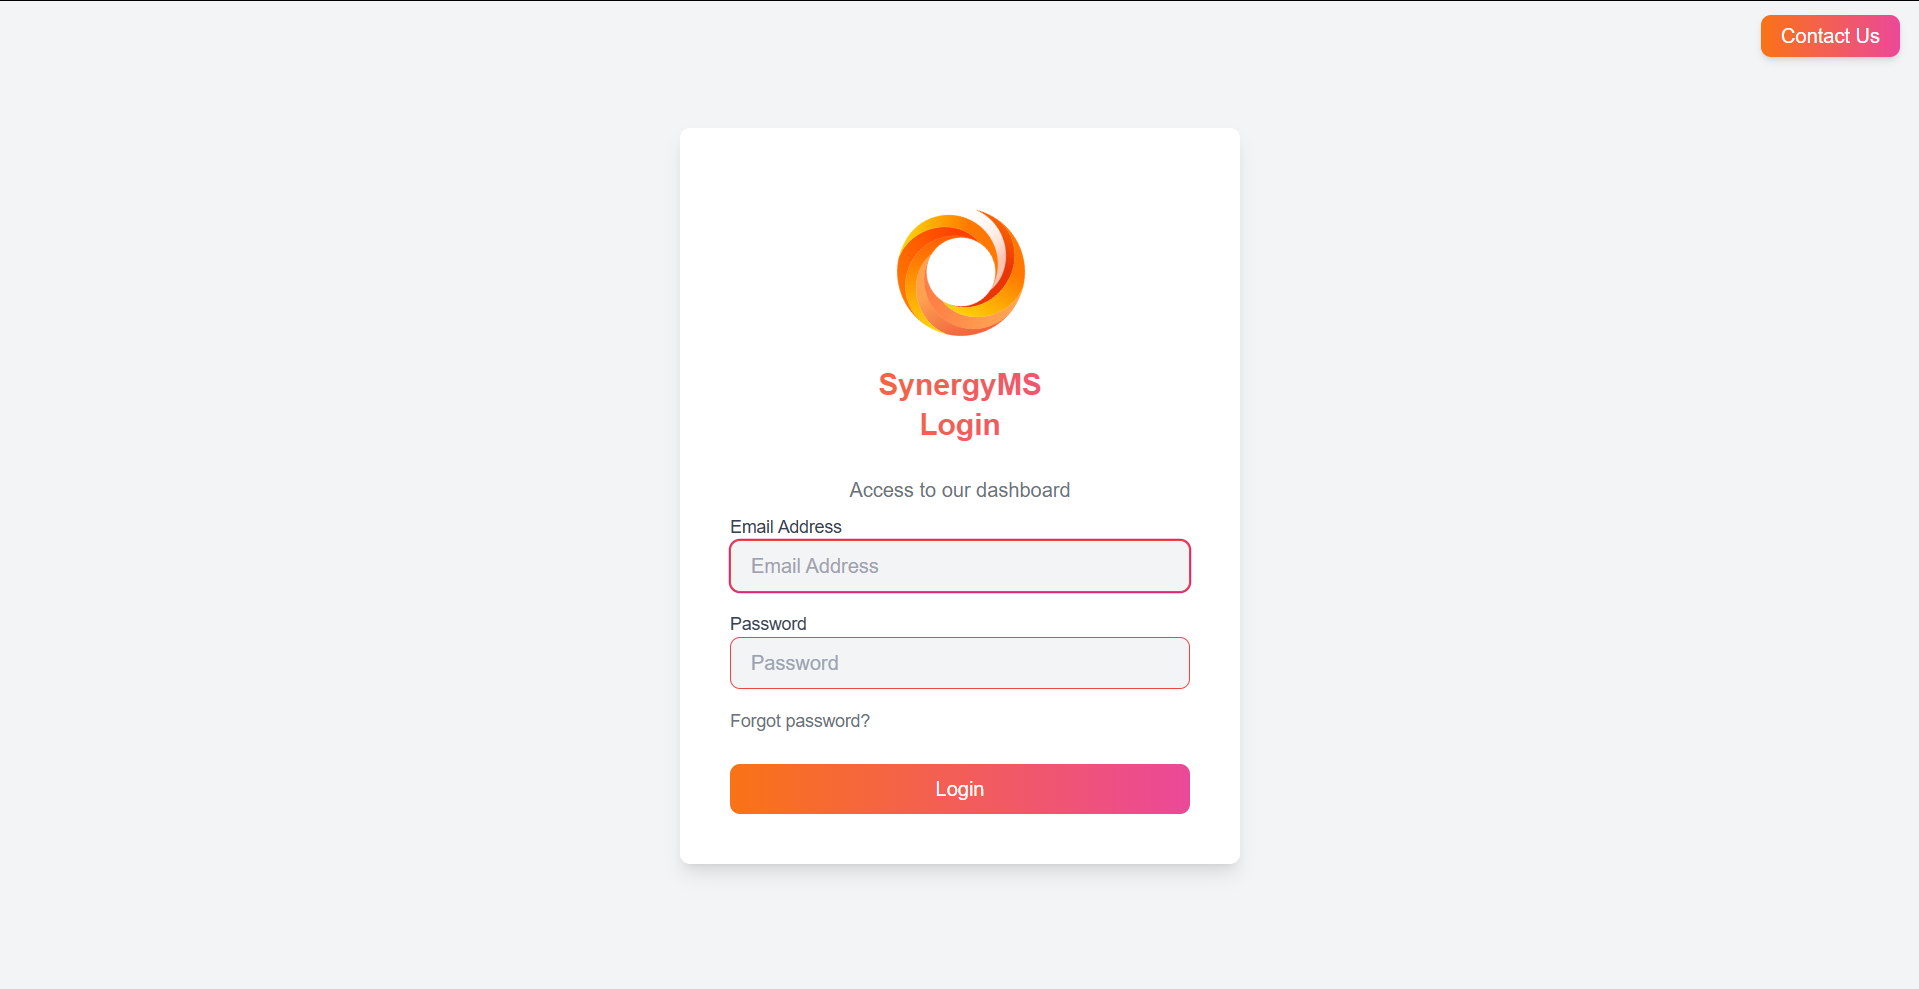 Contact Us
SynergyMS
Login
Access to our dashboard
Email Address
Email Address
Password
Password
Forgot password?
Login